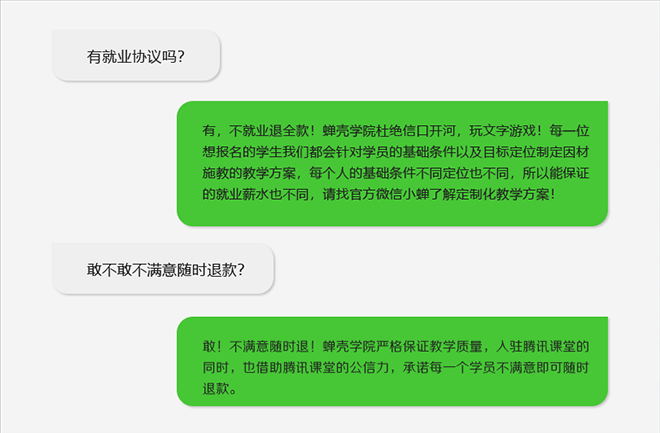 有就业协议吗？
有，不就业退全款！蝉壳学院杜绝信口开河，玩文字游戏！每一位
想报名的学生我们都会针对学员的基础条件以及目标定位制定因材
施教的教学方案，每个人的基础条件不同定位也不同，所以能保证
的就业薪水也不同，请找官方微信小蝉了解定制化教学方案！
敢不敢不满意随时退款？
敢！不满意随时退！蝉壳学院严格保证教学质量，入驻腾讯课堂的
同时，也借助腾讯课堂的公信力，承诺每一个学员不满意即可随时
退款。